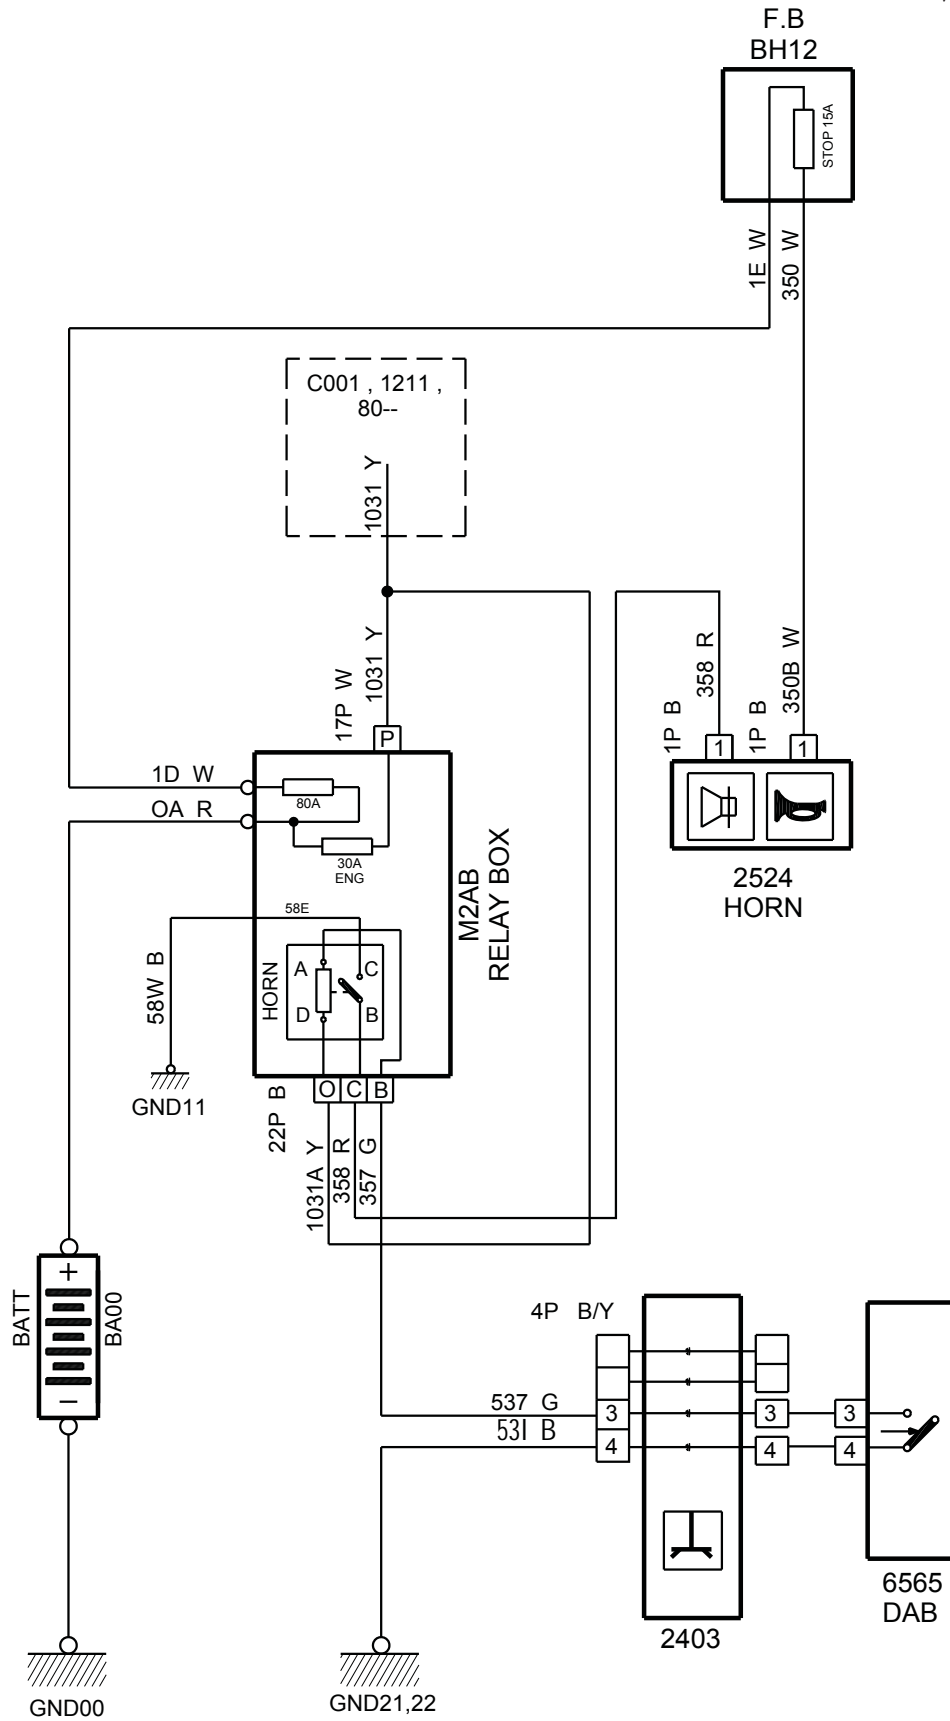 F.B
BH12
STOP 15A
1E W
350 W
C001 , 1211 ,
80--
1031 Y
1031 Y
17P W
P
358 R
350B W
1P B
1P B
1
1
1D W
80A
OA R
30A
ENG
2524
HORN
M2AB
RELAY BOX
58E
58W B
HORN
A
C
D
B
GND11
22P B
O
C
B
1031A Y
358 R
357 G
BATT
+
−
BA00
4P B/Y
537 G
3
3
3
53I B
4
4
4
6565
DAB
2403
GND00
GND21,22